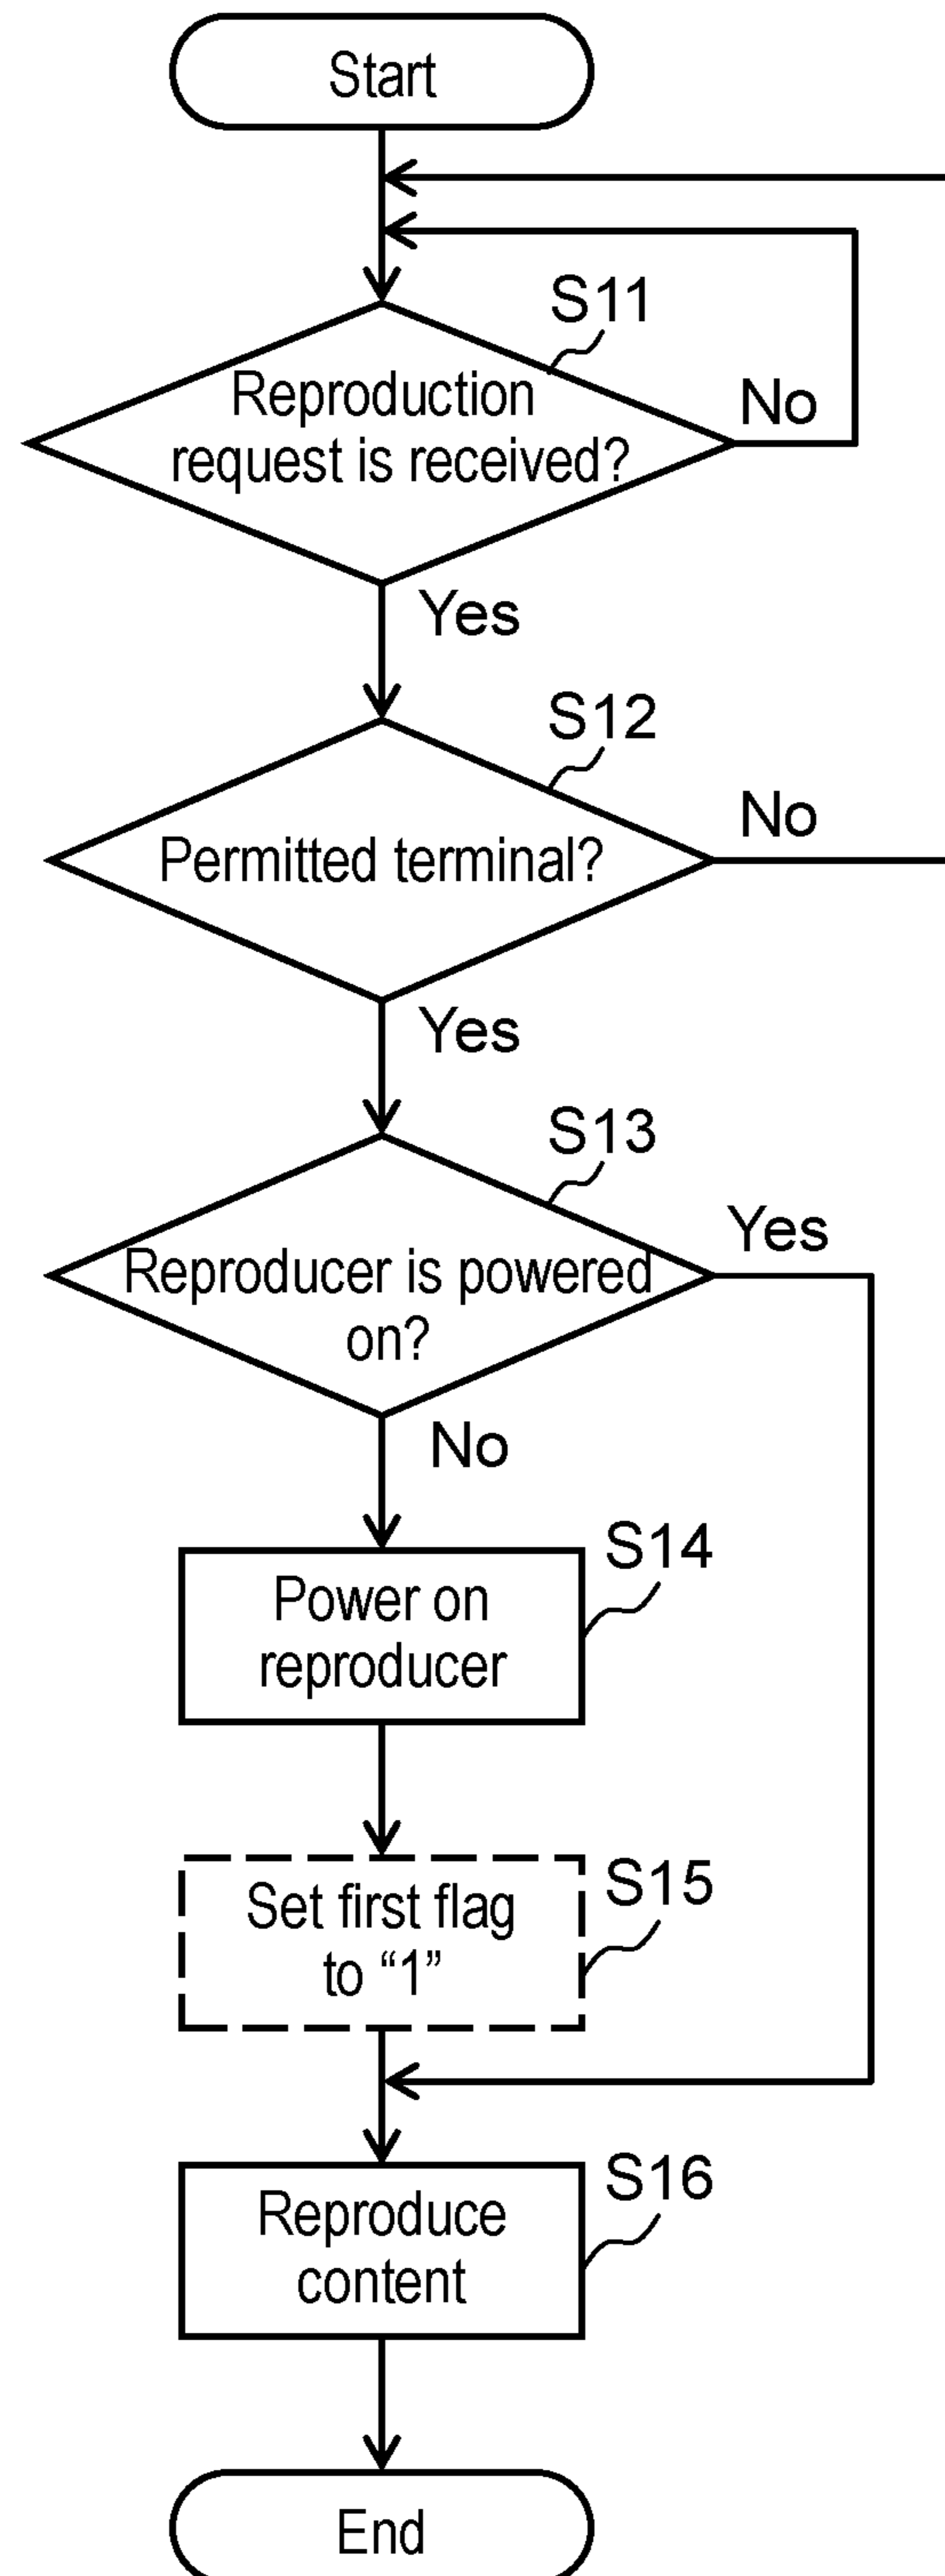 Start
S11
Reproduction
request is received?
No
Yes
S12
Permitted terminal?
No
Yes
S13
Yes
Reproducer is powered
on?
No
S14
Power on
reproducer
S15
Set first flag
to “1”
S16
Reproduce
content
End